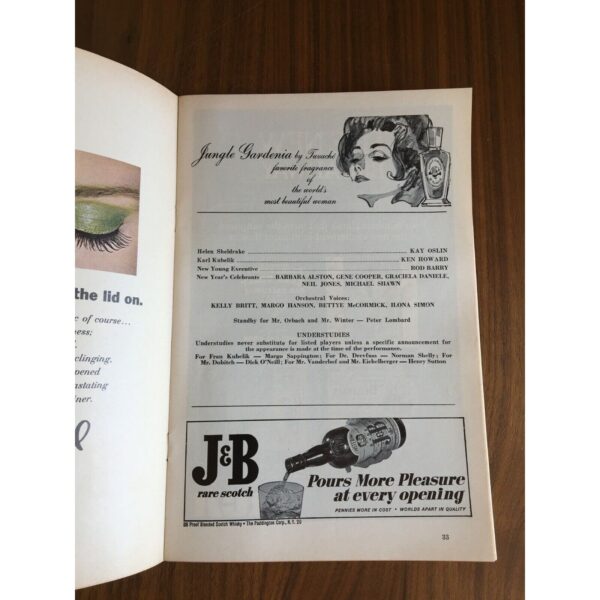 the lid on.
c of course...
ness:
l.
clinging.
pened
astating
iner.
Jungle Gardenia by Tuvaché
favorite fragrance
of
the world's
most beautiful woman
Helen Sheldrake KAY OSLIN
Karl Kubelik KEN HOWARD
New Young Executive ROD BARRY
New Year's Celebrants BARBARA ALSTON, GENE COOPER, GRACIELA DANIELE,
NEIL JONES, MICHAEL SHAWN
Orchestral Voices:
KELLY BRITT, MARGO HANSON, BETTYE McCORMICK, ILONA SIMON
Standby for Mr. Orbach and Mr. Winter — Peter Lombard
UNDERSTUDIES
Understudies never substitute for listed players unless a specific announcement for
the appearance is made at the time of the performance.
For Fran Kubelik — Margo Sappington; For Dr. Dreyfuss — Norman Shelly; For
Mr. Dobitch — Dick O'Neill; For Mr. Vanderhof and Mr. Eichelberger — Henry Sutton
J&B
rare scotch
Pours More Pleasure
at every opening
PENNIES MORE IN COST • WORLDS APART IN QUALITY
86 Proof Blended Scotch Whisky • The Paddington Corp., N.Y. 20
33